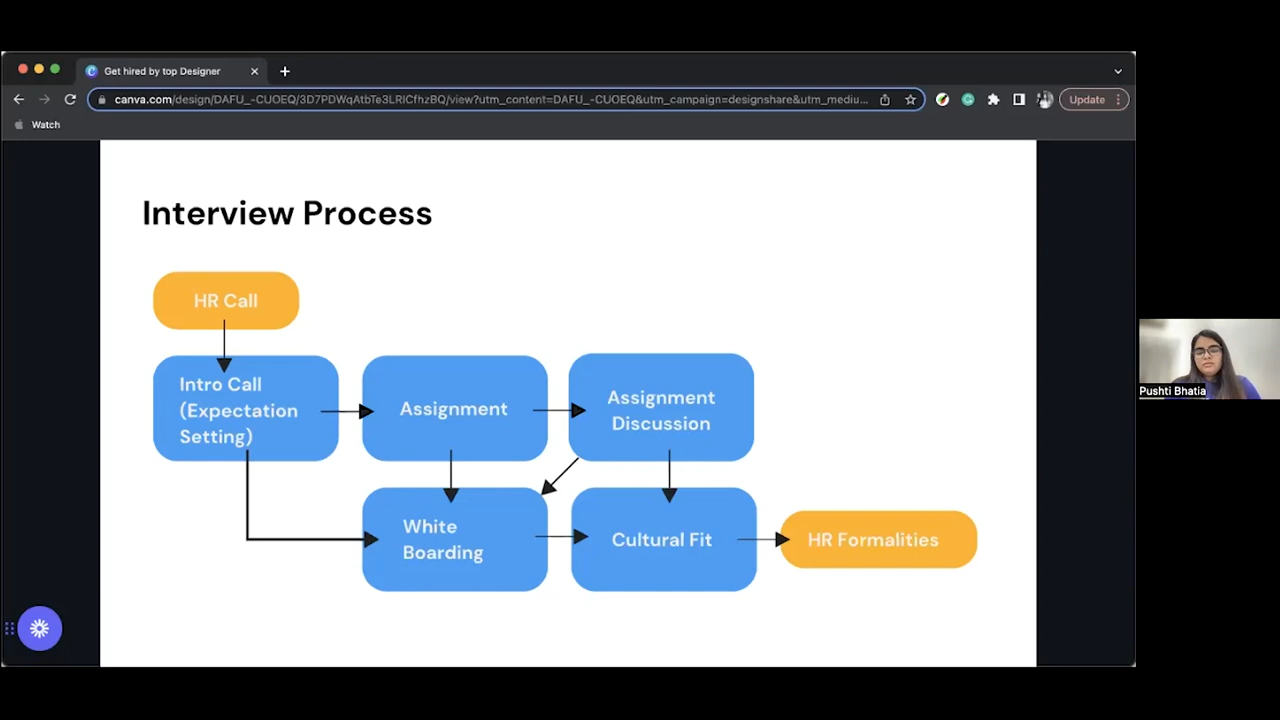 Get hired by top Designer
canva.com/design/DAFU_-CUOEQ/3D7PDWqAtbTe3LRlCfhzBQ/view?utm_content=DAFU_-CUOEQ&utm_campaign=designshare&utm_mediu...
Update
Watch
Interview Process
HR Call
Intro Call
(Expectation
Setting)
Assignment
Assignment
Discussion
White
Boarding
Cultural Fit
HR Formalities
Pushti Bhatia